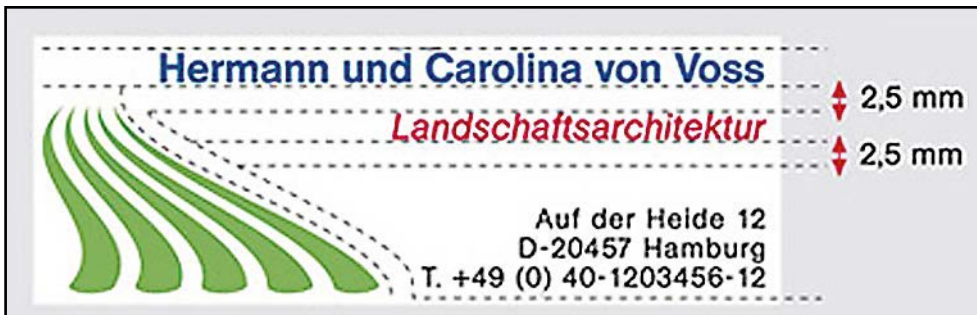 Hermann und Carolina von Voss
2,5 mm
Landschaftsarchitektur
2,5 mm
Auf der Heide 12
D-20457 Hamburg
T. +49 (0) 40-1203456-12